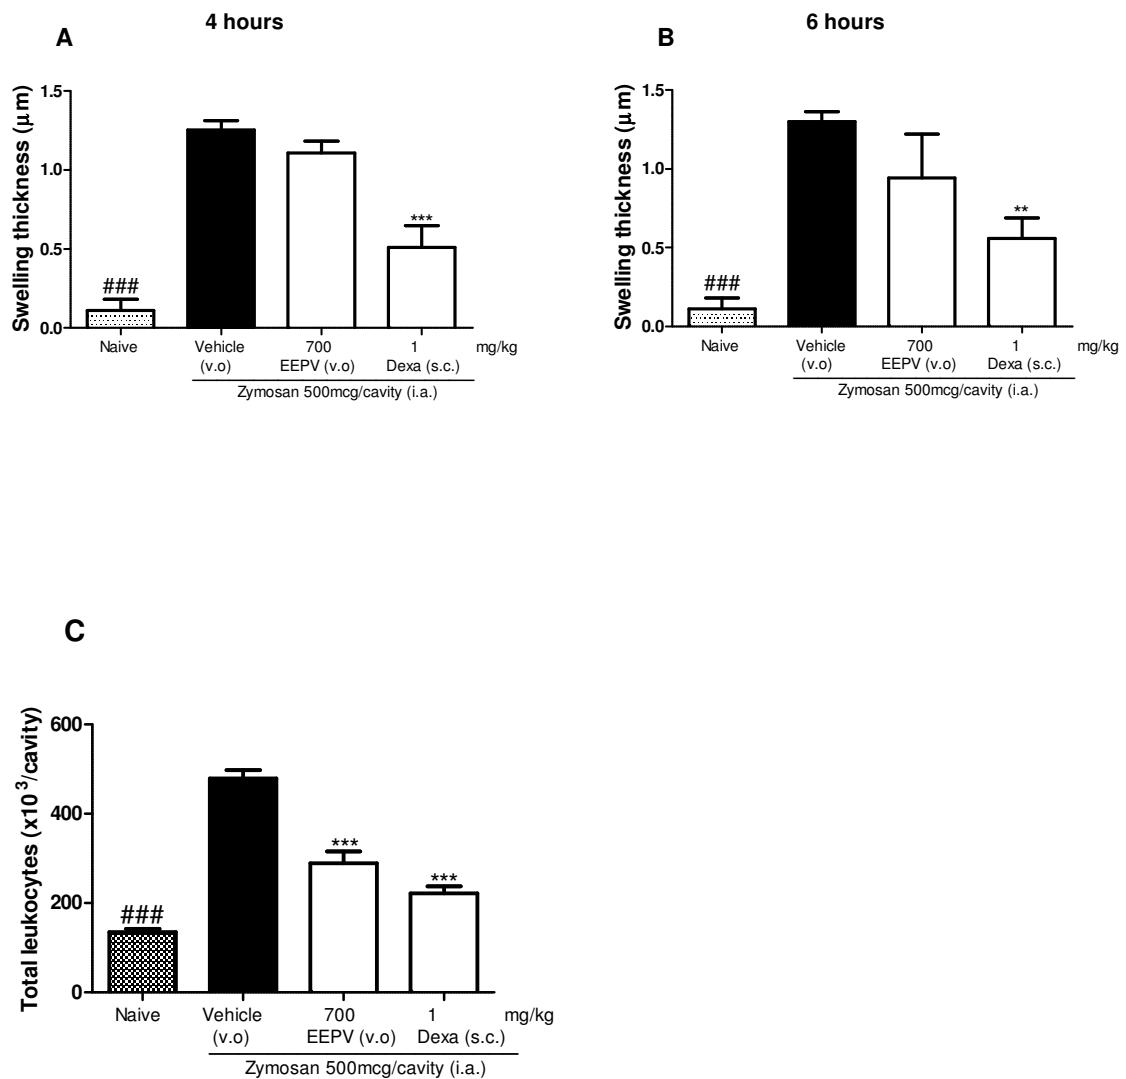 4 hours
A
Swelling thickness (μm)
1.5
1.0
0.5
0.0
###
***
Naive
Vehicle
(v.o)
700
EEPV (v.o)
1
Dexa (s.c.)
mg/kg
Zymosan 500mcg/cavity (i.a.)
6 hours
B
Swelling thickness (μm)
1.5
1.0
0.5
0.0
###
**
Naive
Vehicle
(v.o)
700
EEPV (v.o)
1
Dexa (s.c.)
mg/kg
Zymosan 500mcg/cavity (i.a.)
C
Total leukocytes (x10 3/cavity)
600
400
200
0
###
***
***
Naive
Vehicle
(v.o)
700
EEPV (v.o)
1
Dexa (s.c.)
mg/kg
Zymosan 500mcg/cavity (i.a.)